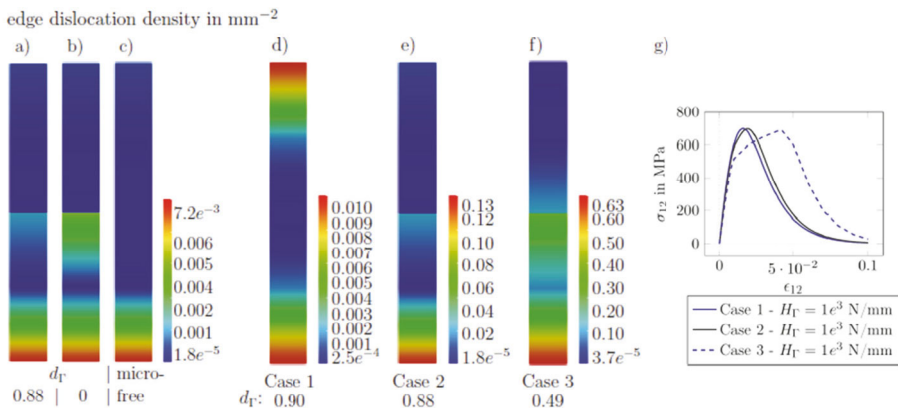 edge dislocation density in mm⁻²
a) b) c)
7.2e⁻³
0.006
0.005
0.004
0.002
0.001
1.8e⁻⁵
d_Γ | micro-
0.88 | 0 | free
d) e) f)
0.010
0.009
0.008
0.007
0.006
0.005
0.004
0.003
0.001
0.001
2.5e⁻⁴
0.13
0.12
0.10
0.08
0.06
0.04
0.02
1.8e⁻⁵
0.63
0.60
0.50
0.40
0.30
0.20
0.10
3.7e⁻⁵
Case 1 Case 2 Case 3
d_Γ: 0.90 0.88 0.49
g)
σ₁₂ in MPa
800
600
400
200
0
0 5 · 10⁻² 0.1
ϵ₁₂
Case 1 - H_Γ = 1e³ N/mm
Case 2 - H_Γ = 1e³ N/mm
Case 3 - H_Γ = 1e³ N/mm